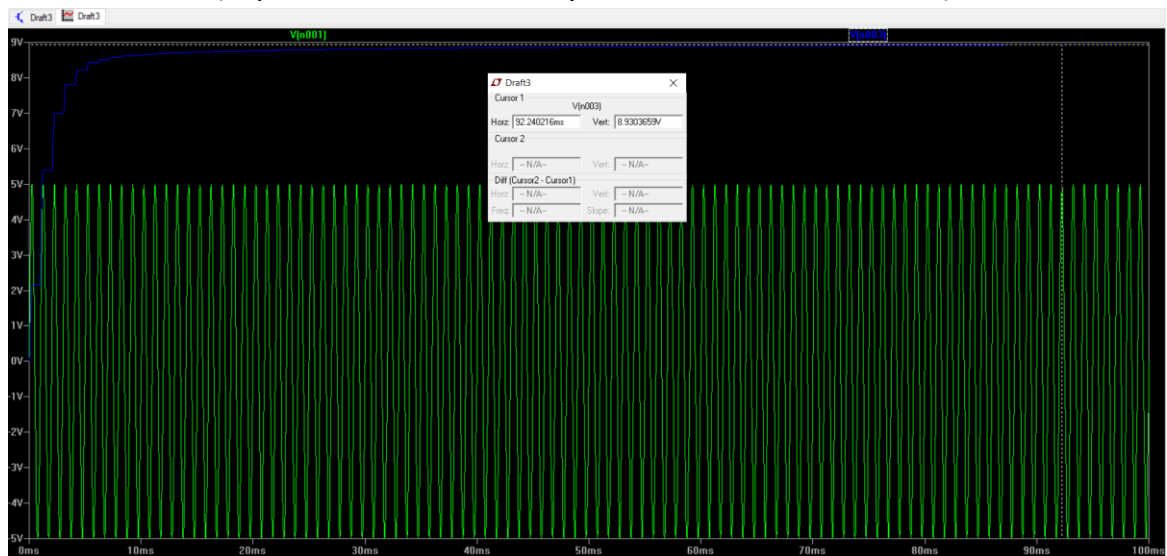 Draft3 Draft3
V(n001) V(n003)
9V
8V
7V
6V
5V
4V
3V
2V
1V
0V
-1V
-2V
-3V
-4V
-5V
0ms 10ms 20ms 30ms 40ms 50ms 60ms 70ms 80ms 90ms 100ms
Draft3
Cursor 1
V(n003)
Horz: 92.240216ms Vert: 8.9303659V
Cursor 2
Horz: -- N/A-- Vert: -- N/A--
Diff (Cursor2 - Cursor1)
Horz: -- N/A-- Vert: -- N/A--
Freq: -- N/A-- Slope: -- N/A--